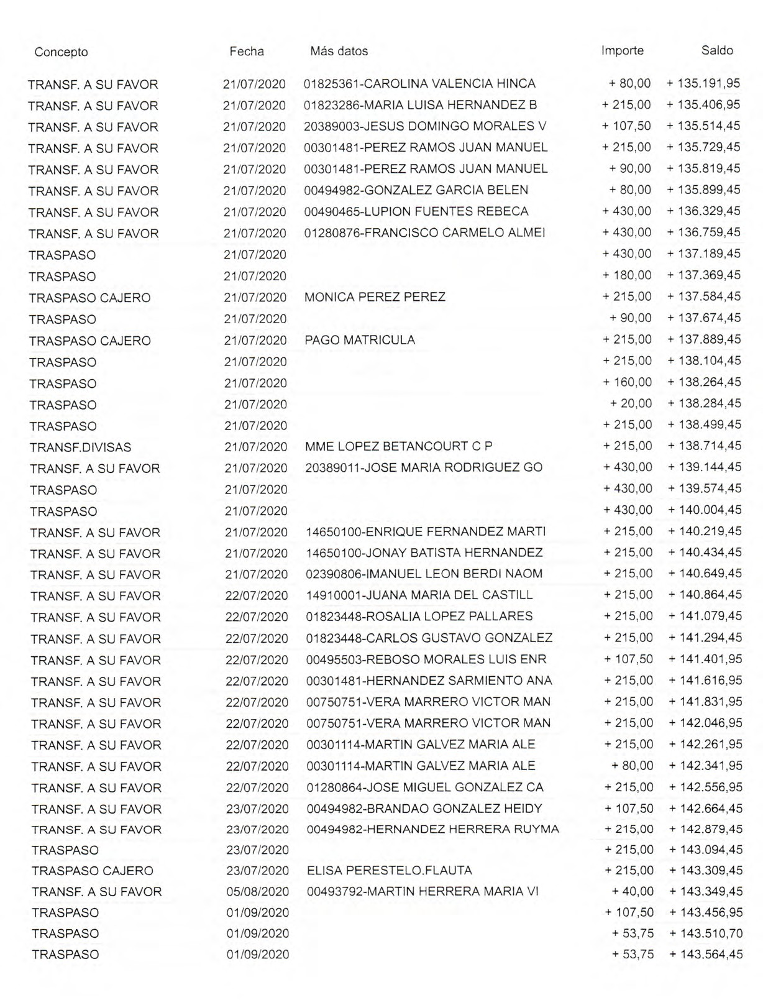 Concepto Fecha Más datos Importe Saldo
TRANSF. A SU FAVOR 21/07/2020 01825361-CAROLINA VALENCIA HINCA + 80,00 + 135.191,95
TRANSF. A SU FAVOR 21/07/2020 01823286-MARIA LUISA HERNANDEZ B + 215,00 + 135.406,95
TRANSF. A SU FAVOR 21/07/2020 20389003-JESUS DOMINGO MORALES V + 107,50 + 135.514,45
TRANSF. A SU FAVOR 21/07/2020 00301481-PEREZ RAMOS JUAN MANUEL + 215,00 + 135.729,45
TRANSF. A SU FAVOR 21/07/2020 00301481-PEREZ RAMOS JUAN MANUEL + 90,00 + 135.819,45
TRANSF. A SU FAVOR 21/07/2020 00494982-GONZALEZ GARCIA BELEN + 80,00 + 135.899,45
TRANSF. A SU FAVOR 21/07/2020 00490465-LUPION FUENTES REBECA + 430,00 + 136.329,45
TRANSF. A SU FAVOR 21/07/2020 01280876-FRANCISCO CARMELO ALMEI + 430,00 + 136.759,45
TRASPASO 21/07/2020 + 430,00 + 137.189,45
TRASPASO 21/07/2020 + 180,00 + 137.369,45
TRASPASO CAJERO 21/07/2020 MONICA PEREZ PEREZ + 215,00 + 137.584,45
TRASPASO 21/07/2020 + 90,00 + 137.674,45
TRASPASO CAJERO 21/07/2020 PAGO MATRICULA + 215,00 + 137.889,45
TRASPASO 21/07/2020 + 215,00 + 138.104,45
TRASPASO 21/07/2020 + 160,00 + 138.264,45
TRASPASO 21/07/2020 + 20,00 + 138.284,45
TRASPASO 21/07/2020 + 215,00 + 138.499,45
TRANSF.DIVISAS 21/07/2020 MME LOPEZ BETANCOURT C P + 215,00 + 138.714,45
TRANSF. A SU FAVOR 21/07/2020 20389011-JOSE MARIA RODRIGUEZ GO + 430,00 + 139.144,45
TRASPASO 21/07/2020 + 430,00 + 139.574,45
TRASPASO 21/07/2020 + 430,00 + 140.004,45
TRANSF. A SU FAVOR 21/07/2020 14650100-ENRIQUE FERNANDEZ MARTI + 215,00 + 140.219,45
TRANSF. A SU FAVOR 21/07/2020 14650100-JONAY BATISTA HERNANDEZ + 215,00 + 140.434,45
TRANSF. A SU FAVOR 21/07/2020 02390806-IMANUEL LEON BERDI NAOM + 215,00 + 140.649,45
TRANSF. A SU FAVOR 22/07/2020 14910001-JUANA MARIA DEL CASTILL + 215,00 + 140.864,45
TRANSF. A SU FAVOR 22/07/2020 01823448-ROSALIA LOPEZ PALLARES + 215,00 + 141.079,45
TRANSF. A SU FAVOR 22/07/2020 01823448-CARLOS GUSTAVO GONZALEZ + 215,00 + 141.294,45
TRANSF. A SU FAVOR 22/07/2020 00495503-REBOSO MORALES LUIS ENR + 107,50 + 141.401,95
TRANSF. A SU FAVOR 22/07/2020 00301481-HERNANDEZ SARMIENTO ANA + 215,00 + 141.616,95
TRANSF. A SU FAVOR 22/07/2020 00750751-VERA MARRERO VICTOR MAN + 215,00 + 141.831,95
TRANSF. A SU FAVOR 22/07/2020 00750751-VERA MARRERO VICTOR MAN + 215,00 + 142.046,95
TRANSF. A SU FAVOR 22/07/2020 00301114-MARTIN GALVEZ MARIA ALE + 215,00 + 142.261,95
TRANSF. A SU FAVOR 22/07/2020 00301114-MARTIN GALVEZ MARIA ALE + 80,00 + 142.341,95
TRANSF. A SU FAVOR 22/07/2020 01280864-JOSE MIGUEL GONZALEZ CA + 215,00 + 142.556,95
TRANSF. A SU FAVOR 23/07/2020 00494982-BRANDAO GONZALEZ HEIDY + 107,50 + 142.664,45
TRANSF. A SU FAVOR 23/07/2020 00494982-HERNANDEZ HERRERA RUYMA + 215,00 + 142.879,45
TRASPASO 23/07/2020 + 215,00 + 143.094,45
TRASPASO CAJERO 23/07/2020 ELISA PERESTELO.FLAUTA + 215,00 + 143.309,45
TRANSF. A SU FAVOR 05/08/2020 00493792-MARTIN HERRERA MARIA VI + 40,00 + 143.349,45
TRASPASO 01/09/2020 + 107,50 + 143.456,95
TRASPASO 01/09/2020 + 53,75 + 143.510,70
TRASPASO 01/09/2020 + 53,75 + 143.564,45